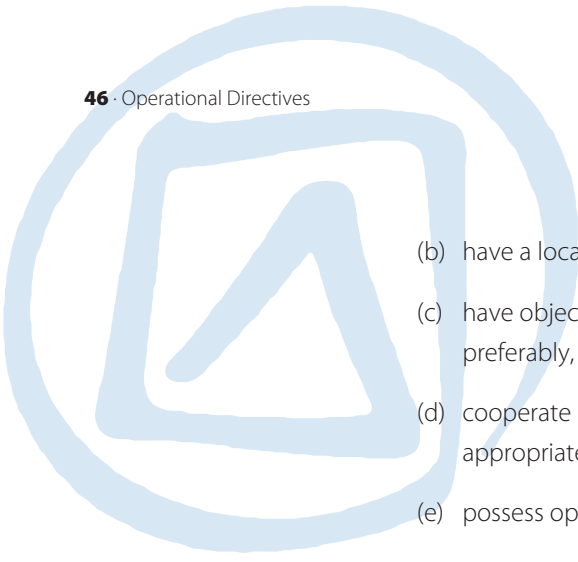 46 · Operational Directives
(b) have a loca
(c) have objec
preferably,
(d) cooperate
appropriate
(e) possess op